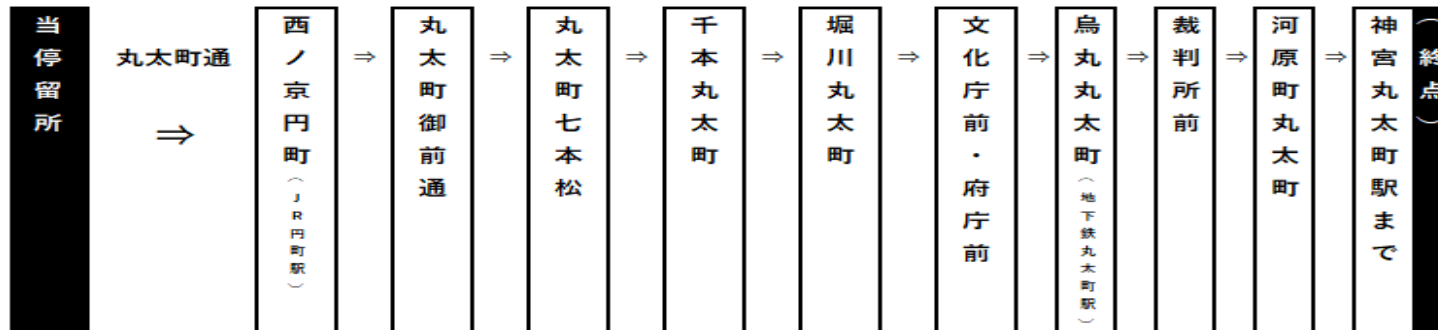 当停留所
丸太町通
⇒
西ノ京円町（JR円町駅）
⇒
丸太町御前通
⇒
丸太町七本松
⇒
千本丸太町
⇒
堀川丸太町
⇒
文化庁前・府庁前
⇒
烏丸丸太町（地下鉄丸太町駅）
⇒
裁判所前
⇒
河原町丸太町
⇒
神宮丸太町駅まで
（終点）